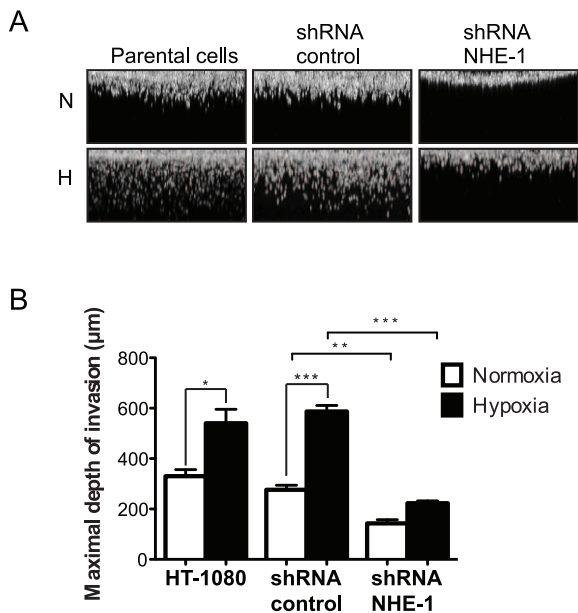 A
Parental cells
shRNA
control
shRNA
NHE-1
N
H
B
Maximal depth of invasion (µm)
800
600
400
200
0
*
***
**
***
Normoxia
Hypoxia
HT-1080
shRNA
control
shRNA
NHE-1